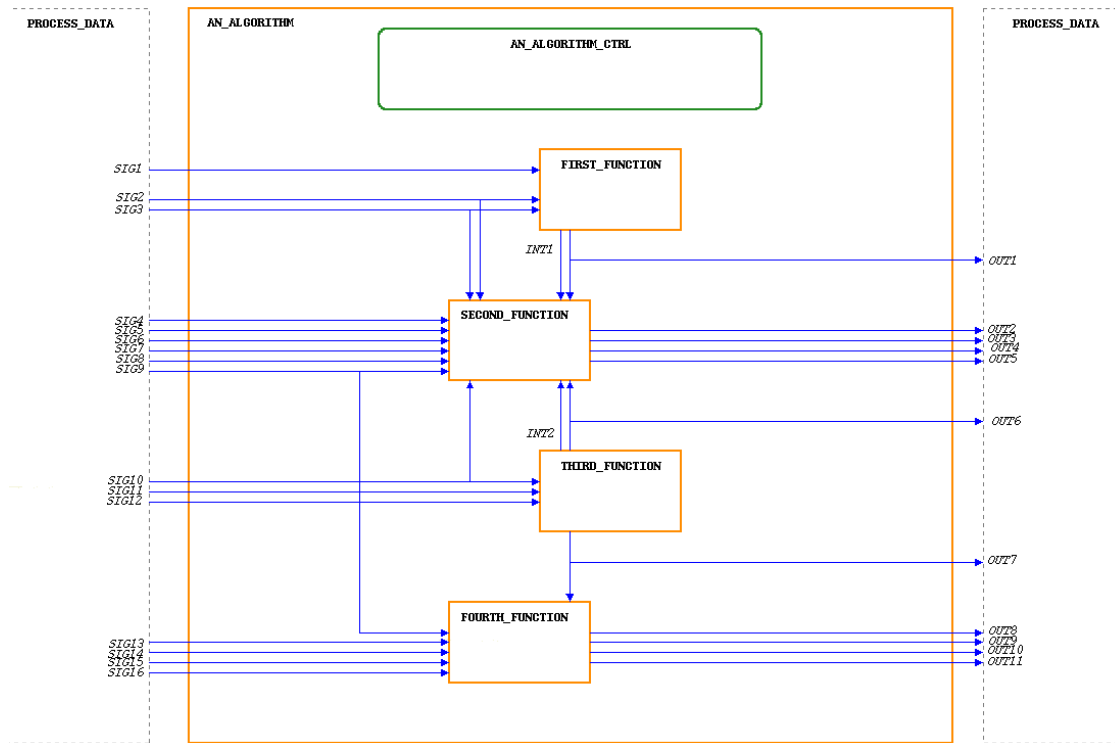 PROCESS_DATA
AN_ALGORITHM
PROCESS_DATA
AN_ALGORITHM_CTRL
FIRST_FUNCTION
SIG1
SIG2
SIG3
INT1
OUT1
SECOND_FUNCTION
SIG4
SIG5
SIG6
SIG7
SIG8
SIG9
OUT2
OUT3
OUT4
OUT5
OUT6
INT2
THIRD_FUNCTION
SIG10
SIG11
SIG12
OUT7
FOURTH_FUNCTION
SIG13
SIG14
SIG15
SIG16
OUT8
OUT9
OUT10
OUT11